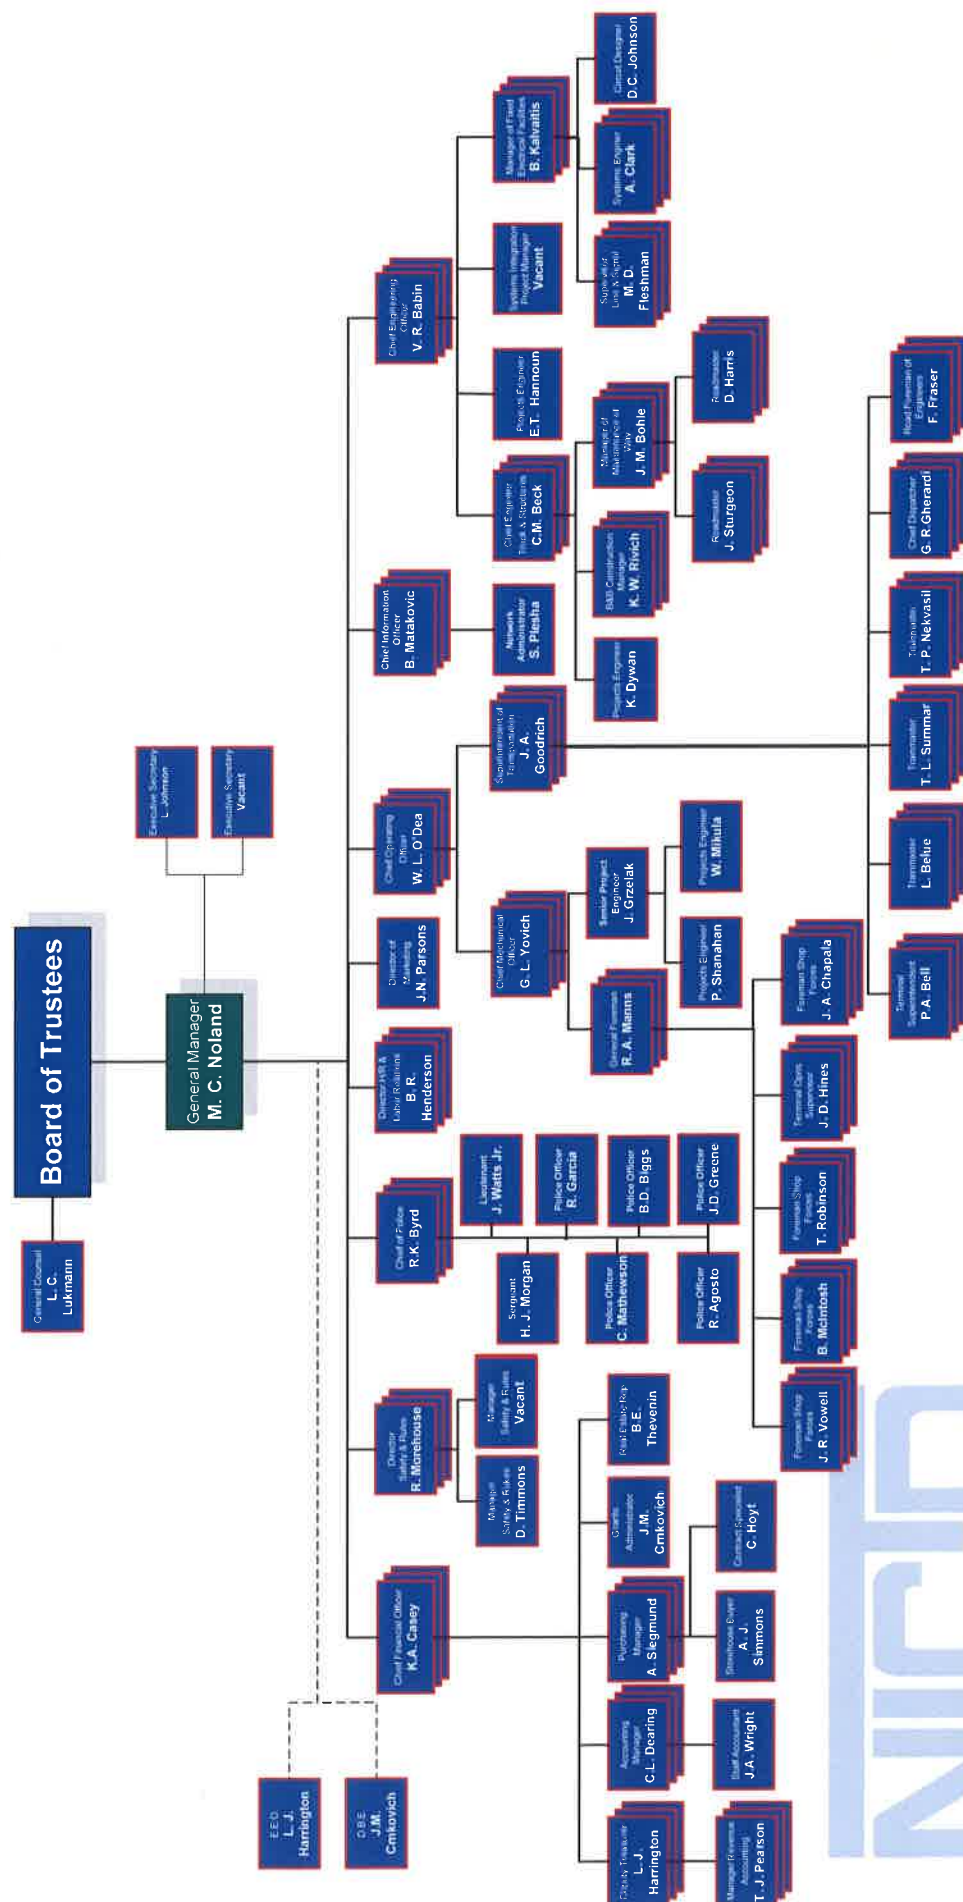 Board of Trustees
General Counsel
L. C.
Lukmann
General Manager
M. C. Noland
Executive Secretary
L. Johnson
Executive Secretary
Vacant
E.E.O.
L. J.
Harrington
D.B.E.
J.M.
Crnkovich
Chief Financial Officer
K.A. Casey
Director
Safety & Rules
R. Morehouse
Chief of Police
R.K. Byrd
Director H/R &
Labor Relations
B. R.
Henderson
Director of
Marketing
J.N. Parsons
Chief Operating
Officer
W. L. O'Dea
Chief Information
Officer
B. Matakovic
Chief Engineering
Officer
V. R. Babin
Manager
Safety & Rules
D. Timmons
Manager
Safety & Rules
Vacant
Lieutenant
J. Watts Jr.
Sergeant
H. J. Morgan
Police Officer
R. Garcia
Police Officer
C. Mathewson
Police Officer
B.D. Biggs
Police Officer
R. Agosto
Police Officer
J.D. Greene
Chief Mechanical
Officer
G. L. Yovich
Superintendent of
Transportation
J. A.
Goodrich
Network
Administrator
S. Plesha
Chief Engineer
Track & Structures
C.M. Beck
Projects Engineer
E.T. Hannoun
Systems Integration
Project Manager
Vacant
Manager of Fixed
Electrical Facilities
B. Kalvaitis
Deputy Treasurer
L. J.
Harrington
Accounting
Manager
C.L. Dearing
Purchasing
Manager
A. Siegmund
Grants
Administrator
J.M.
Crnkovich
Real Estate Rep
B.E.
Thevenin
General Foreman
R. A. Manns
Senior Project
Engineer
J. Grzelak
Projects Engineer
K. Dywan
B&B Construction
Manager
K. W. Rivich
Manager of
Maintenance of
Way
J. M. Bohle
Supervisor
Line & Signal
M. D.
Fleshman
Systems Enginer
A. Clark
Circuit Designer
D.C. Johnson
Manager Revenue
Accounting
T. J. Pearson
Staff Accountant
J.A. Wright
Storehouse Buyer
A. J.
Simmons
Contract Specialist
C. Hoyt
Projects Engineer
P. Shanahan
Projects Engineer
W. Mikula
Roadmaster
J. Sturgeon
Roadmaster
D. Harris
Foreman Shop
Forces
J. R. Vowell
Foreman Shop
Forces
B. McIntosh
Foreman Shop
Forces
T. Robinson
Terminal Opns
Supervisor
J. D. Hines
Foreman Shop
Forces
J. A. Chapala
Terminal
Superintendent
P.A. Bell
Trainmaster
L. Belue
Trainmaster
T. L. Summar
Trainmaster
T. P. Nekvasil
Chief Dispatcher
G. R. Gherardi
Road Foreman of
Engineers
F. Fraser